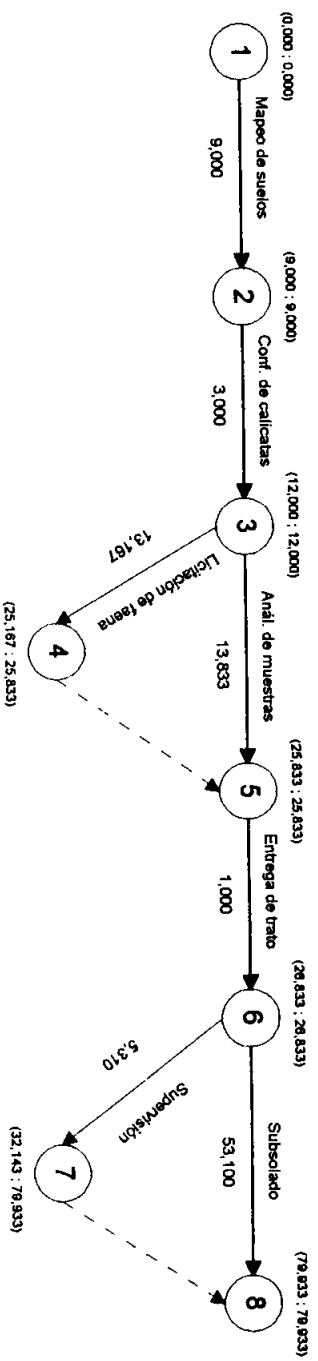 (0,000 : 0,000)
1
Mapeo de suelos
9,000
(9,000 : 9,000)
2
Conf. de calicatas
3,000
(12,000 : 12,000)
3
Anál. de muestras
13,833
Licitación de faena
13,167
4
(25,167 : 25,833)
(25,833 : 25,833)
5
Entrega de trato
1,000
(26,833 : 26,833)
6
Subsolado
53,100
Supervisión
5,310
7
(32,143 : 79,933)
(79,933 : 79,933)
8